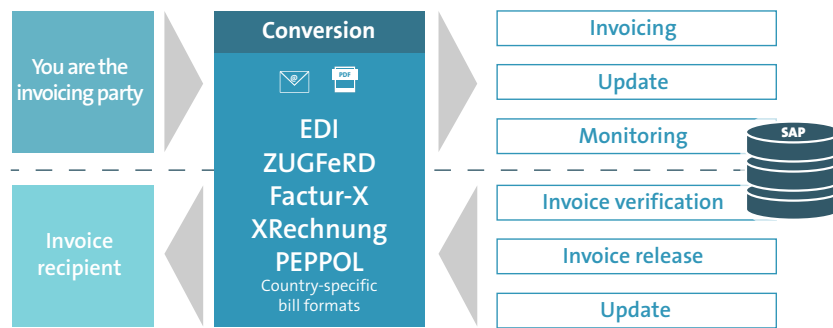 You are the
invoicing party
Conversion
@
PDF
EDI
ZUGFeRD
Factur-X
XRechnung
PEPPOL
Country-specific
bill formats
Invoicing
Update
Monitoring
SAP
Invoice
recipient
Invoice verification
Invoice release
Update